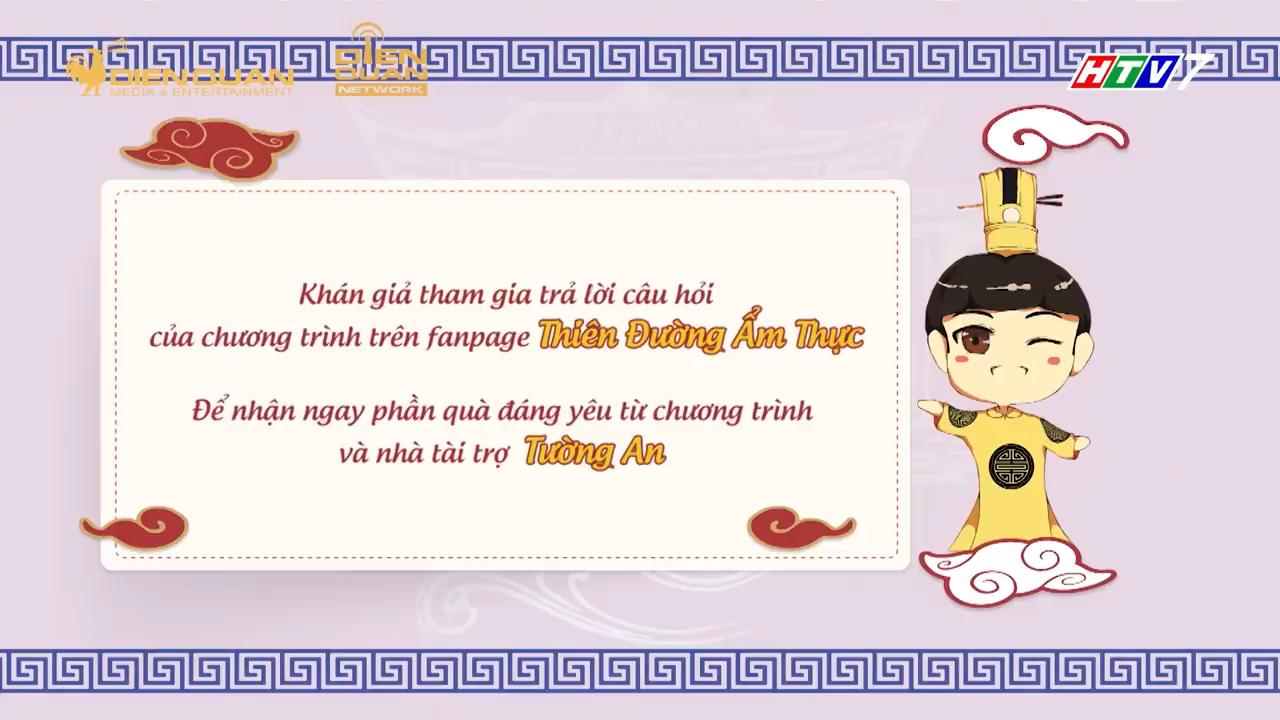 DIENQUAN
MEDIA & ENTERTAINMENT
DIEN
QUAN
NETWORK
HTV7
Khán giả tham gia trả lời câu hỏi
của chương trình trên fanpage Thiên Đường Ẩm Thực
Để nhận ngay phần quà đáng yêu từ chương trình
và nhà tài trợ Tường An